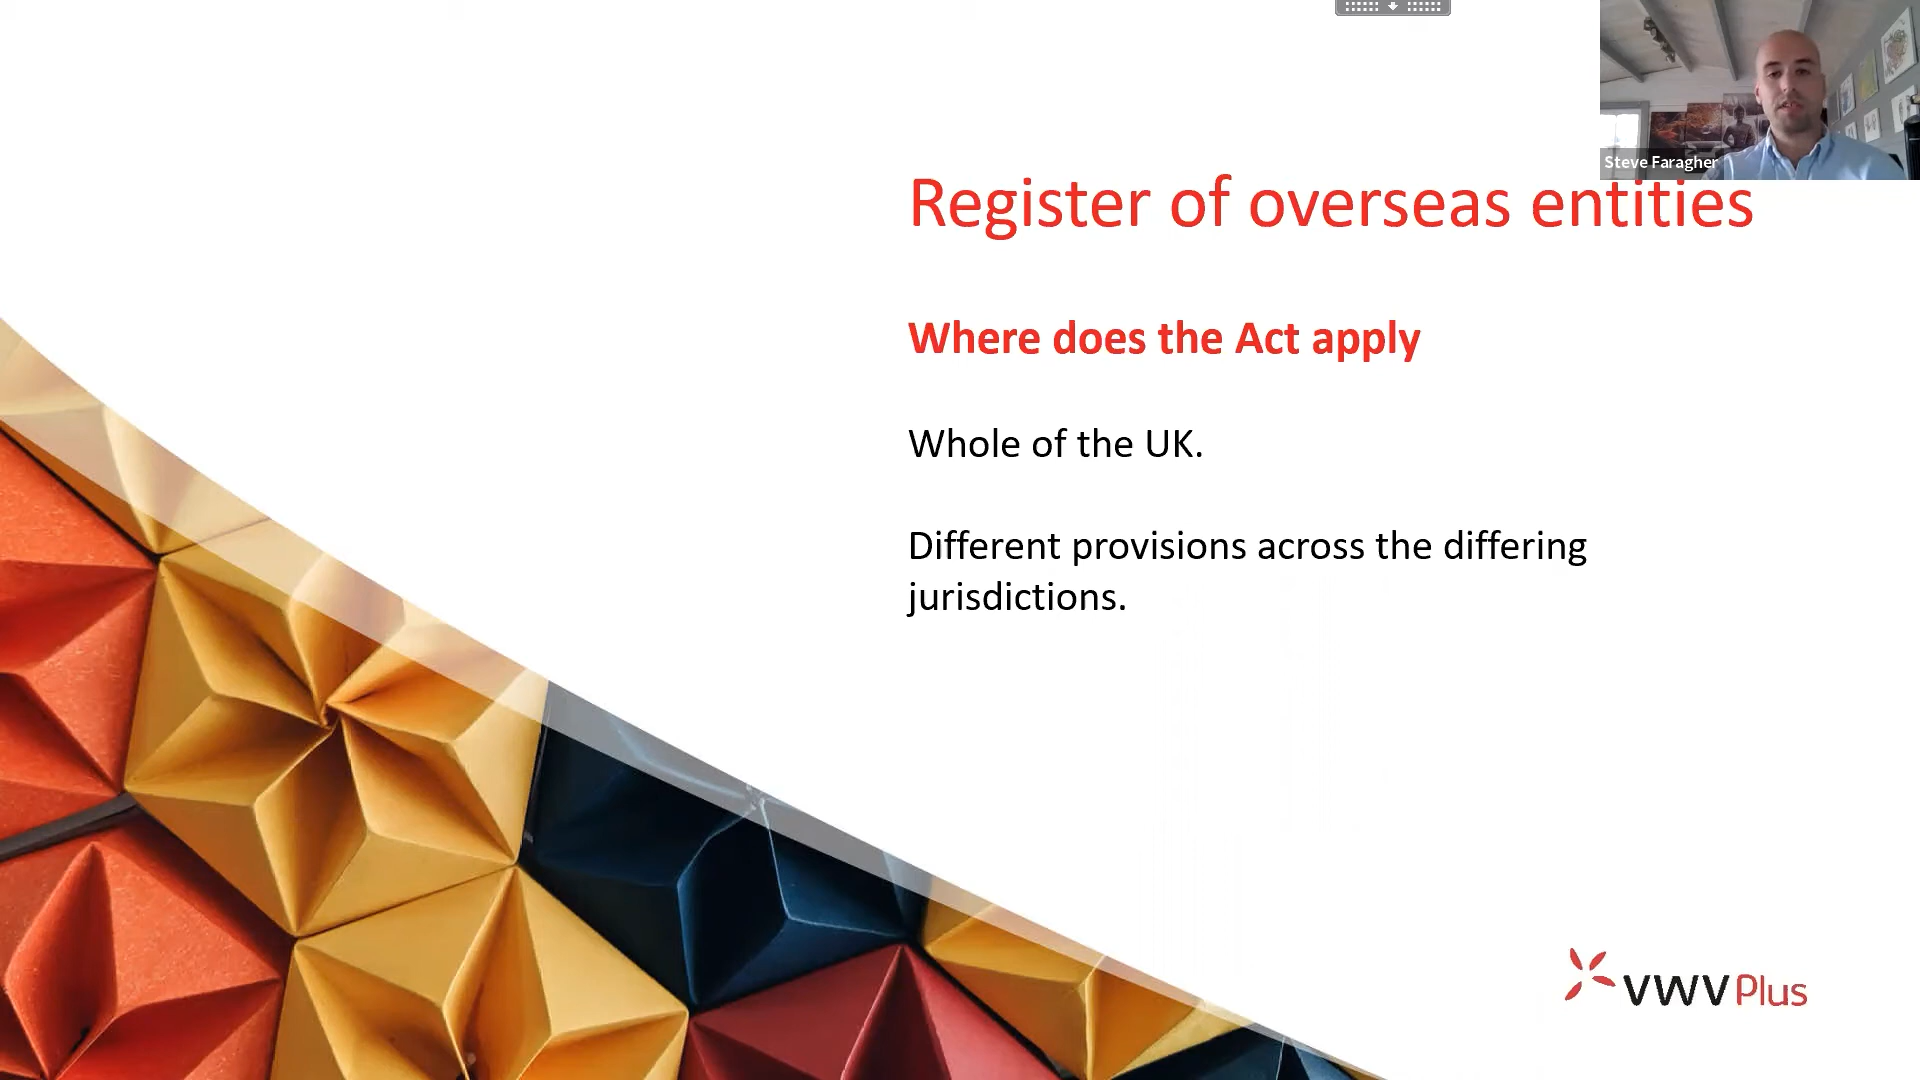 Steve Faragher
Register of overseas entities
Where does the Act apply
Whole of the UK.
Different provisions across the differing
jurisdictions.
VWV Plus